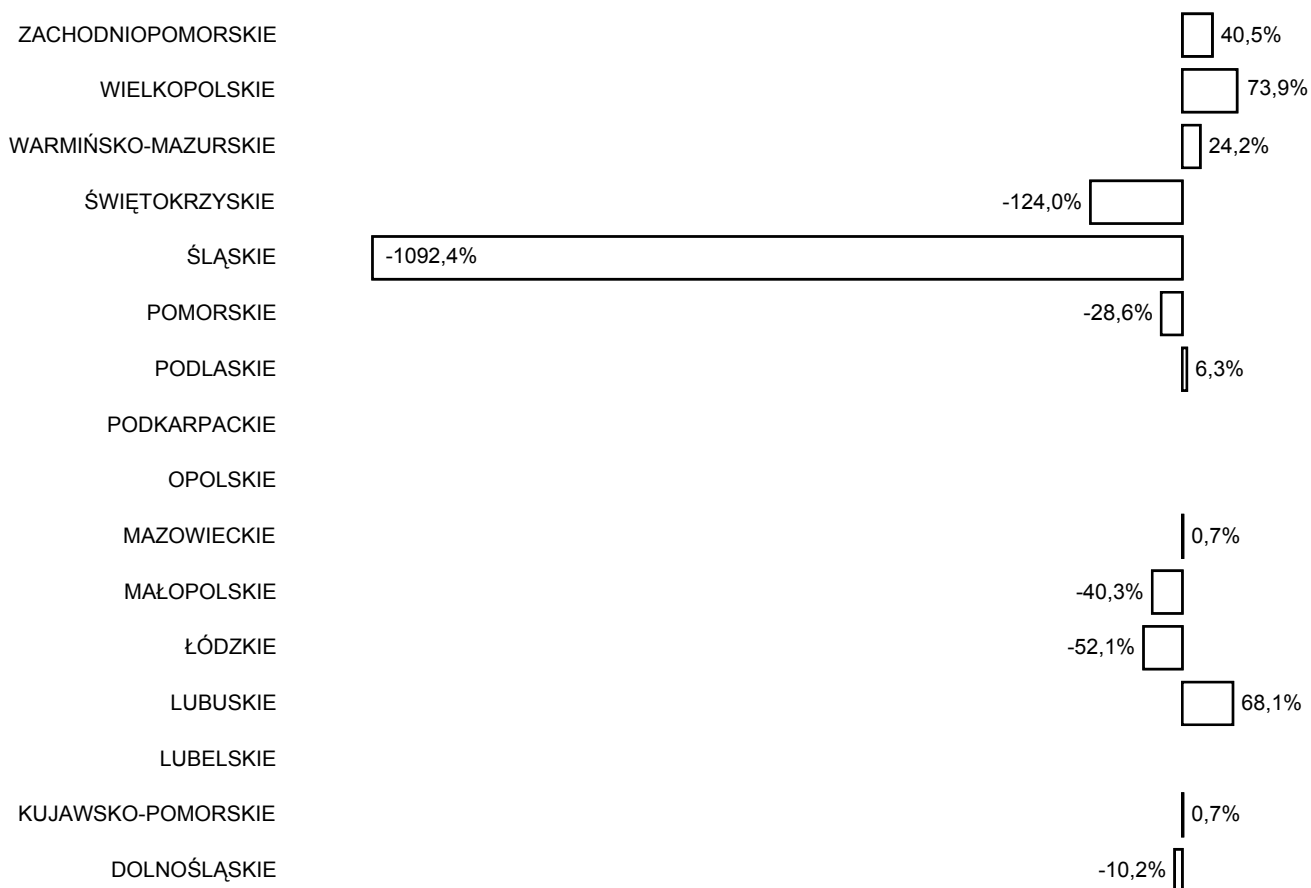 ZACHODNIOPOMORSKIE 40,5%
WIELKOPOLSKIE 73,9%
WARMIŃSKO-MAZURSKIE 24,2%
ŚWIĘTOKRZYSKIE -124,0%
ŚLĄSKIE -1092,4%
POMORSKIE -28,6%
PODLASKIE 6,3%
PODKARPACKIE
OPOLSKIE
MAZOWIECKIE 0,7%
MAŁOPOLSKIE -40,3%
ŁÓDZKIE -52,1%
LUBUSKIE 68,1%
LUBELSKIE
KUJAWSKO-POMORSKIE 0,7%
DOLNOŚLĄSKIE -10,2%